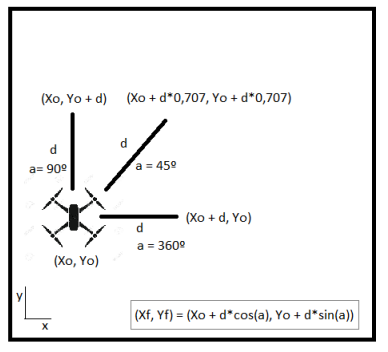 (Xo, Yo + d)
(Xo + d*0,707, Yo + d*0,707)
d
a= 90º
d
a = 45º
(Xo + d, Yo)
d
a = 360º
(Xo, Yo)
y
x
(Xf, Yf) = (Xo + d*cos(a), Yo + d*sin(a))